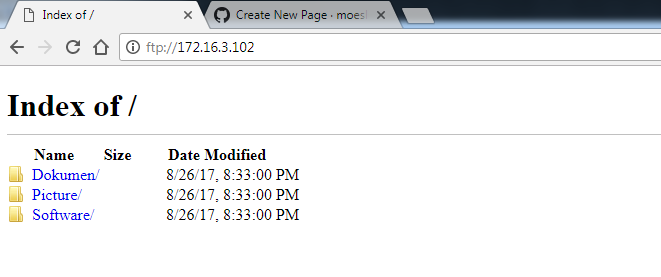 Index of / Create New Page · moesl
ftp://172.16.3.102
Index of /
Name Size Date Modified
Dokumen/ 8/26/17, 8:33:00 PM
Picture/ 8/26/17, 8:33:00 PM
Software/ 8/26/17, 8:33:00 PM